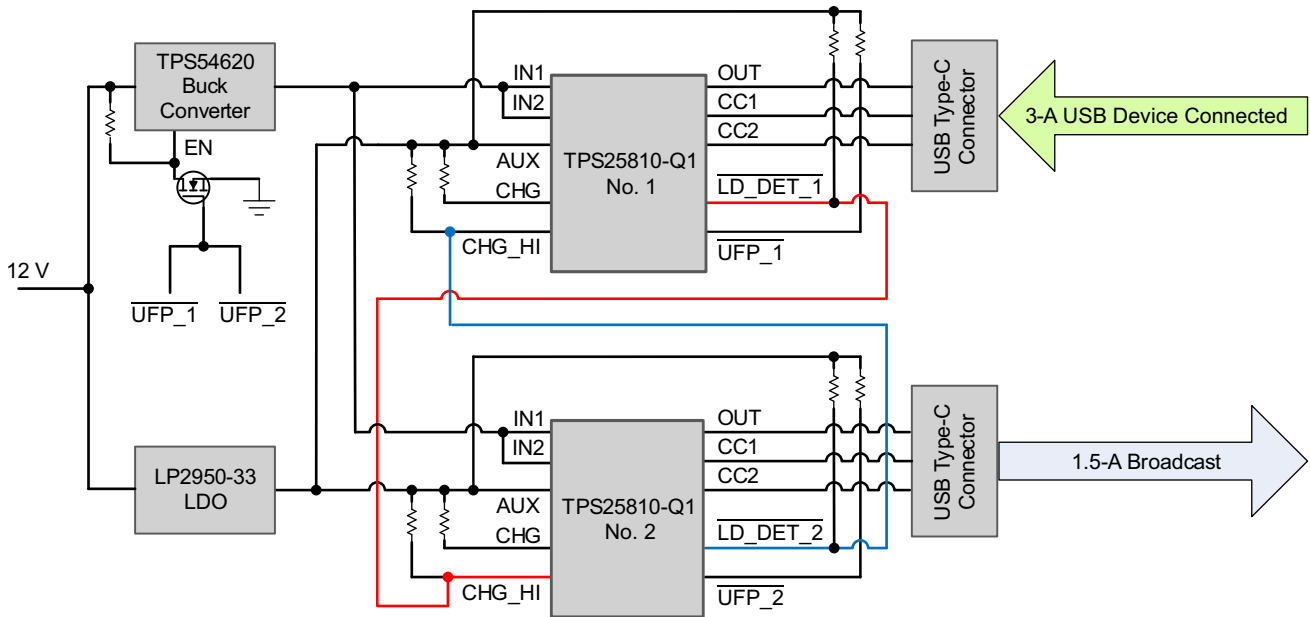 TPS54620
Buck
Converter
EN
12 V
UFP_1
UFP_2
LP2950-33
LDO
IN1
IN2
AUX
CHG
CHG_HI
TPS25810-Q1
No. 1
OUT
CC1
CC2
LD_DET_1
UFP_1
USB Type-C
Connector
3-A USB Device Connected
IN1
IN2
AUX
CHG
CHG_HI
TPS25810-Q1
No. 2
OUT
CC1
CC2
LD_DET_2
UFP_2
USB Type-C
Connector
1.5-A Broadcast